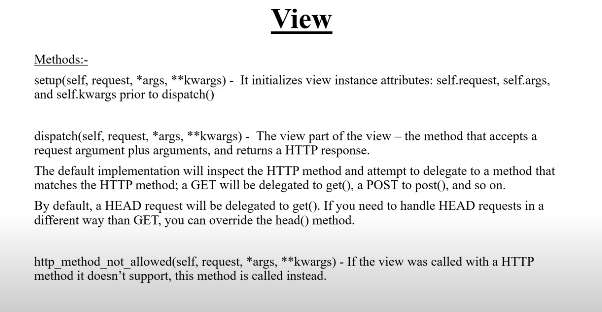 View
Methods:-
setup(self, request, *args, **kwargs) - It initializes view instance attributes: self.request, self.args,
and self.kwargs prior to dispatch()
dispatch(self, request, *args, **kwargs) - The view part of the view – the method that accepts a
request argument plus arguments, and returns a HTTP response.
The default implementation will inspect the HTTP method and attempt to delegate to a method that
matches the HTTP method; a GET will be delegated to get(), a POST to post(), and so on.
By default, a HEAD request will be delegated to get(). If you need to handle HEAD requests in a
different way than GET, you can override the head() method.
http_method_not_allowed(self, request, *args, **kwargs) - If the view was called with a HTTP
method it doesn’t support, this method is called instead.